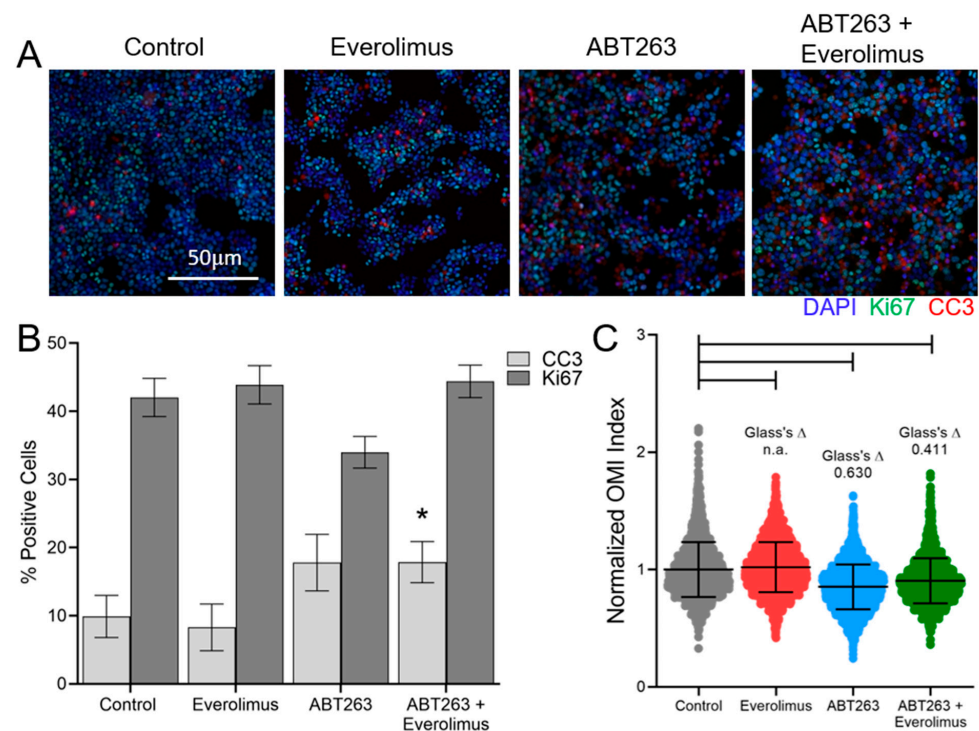 A
Control
Everolimus
ABT263
ABT263 +
Everolimus
50μm
DAPI Ki67 CC3
B
% Positive Cells
50
40
30
20
10
0
CC3
Ki67
*
Control
Everolimus
ABT263
ABT263 +
Everolimus
C
Normalized OMI Index
3
2
1
0
Glass's Δ
n.a.
Glass's Δ
0.630
Glass's Δ
0.411
Control
Everolimus
ABT263
ABT263 +
Everolimus